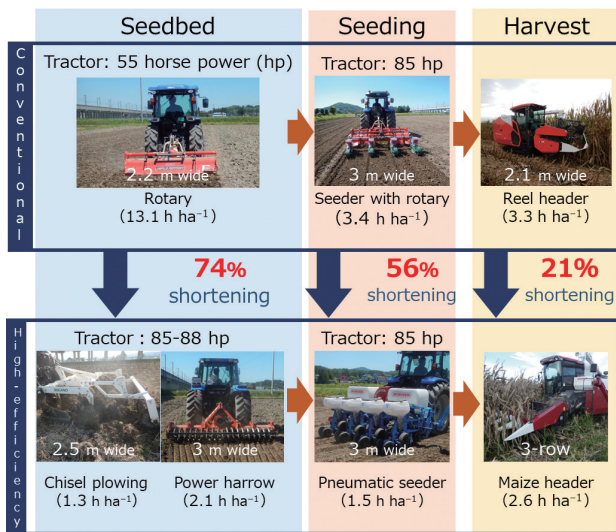 Seedbed
Seeding
Harvest
Conventional
Tractor: 55 horse power (hp)
2.2 m wide
Rotary
(13.1 h ha⁻¹)
Tractor: 85 hp
3 m wide
Seeder with rotary
(3.4 h ha⁻¹)
2.1 m wide
Reel header
(3.3 h ha⁻¹)
74%
shortening
56%
shortening
21%
shortening
High-efficiency
Tractor : 85-88 hp
2.5 m wide
Chisel plowing
(1.3 h ha⁻¹)
3 m wide
Power harrow
(2.1 h ha⁻¹)
Tractor: 85 hp
3 m wide
Pneumatic seeder
(1.5 h ha⁻¹)
3-row
Maize header
(2.6 h ha⁻¹)